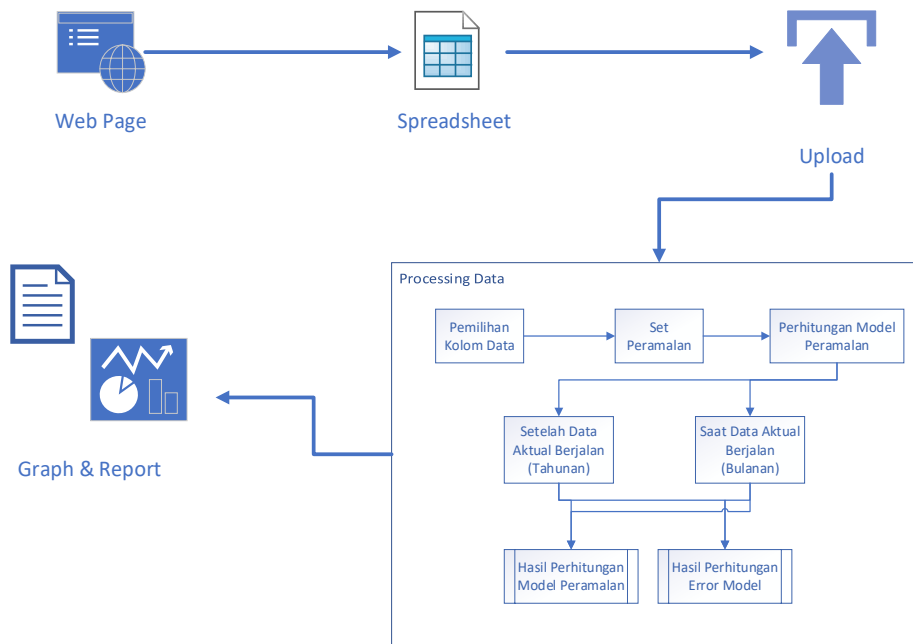 Web Page
Spreadsheet
Upload
Processing Data
Pemilihan
Kolom Data
Set
Peramalan
Perhitungan Model
Peramalan
Setelah Data
Aktual Berjalan
(Tahunan)
Saat Data Aktual
Berjalan
(Bulanan)
Hasil Perhitungan
Model Peramalan
Hasil Perhitungan
Error Model
Graph & Report